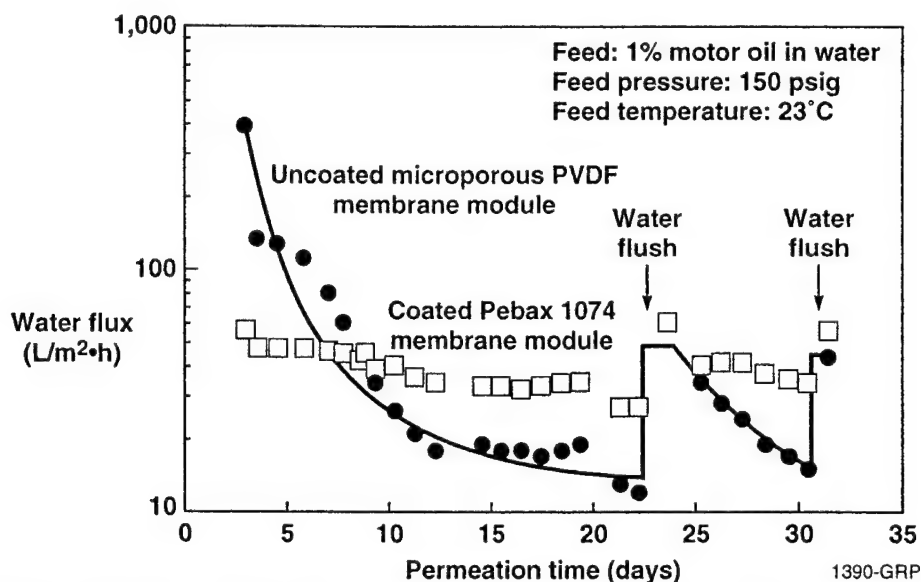 1,000
Feed: 1% motor oil in water
Feed pressure: 150 psig
Feed temperature: 23°C
Uncoated microporous PVDF
membrane module
Water
flush
Water
flush
100
Coated Pebax 1074
membrane module
Water flux
(L/m²•h)
10
0 5 10 15 20 25 30 35
Permeation time (days)
1390-GRP